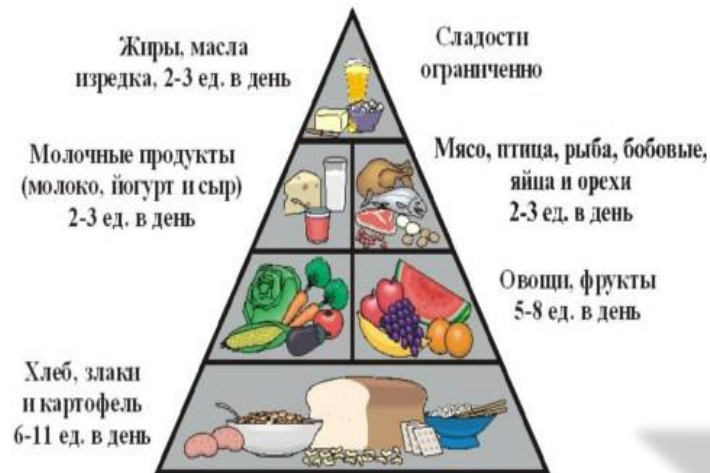 Жиры, масла
изредка, 2-3 ед. в день
Сладости
ограниченно
Молочные продукты
(молоко, йогурт и сыр)
2-3 ед. в день
Мясо, птица, рыба, бобовые,
яйца и орехи
2-3 ед. в день
Овощи, фрукты
5-8 ед. в день
Хлеб, злаки
и картофель
6-11 ед. в день